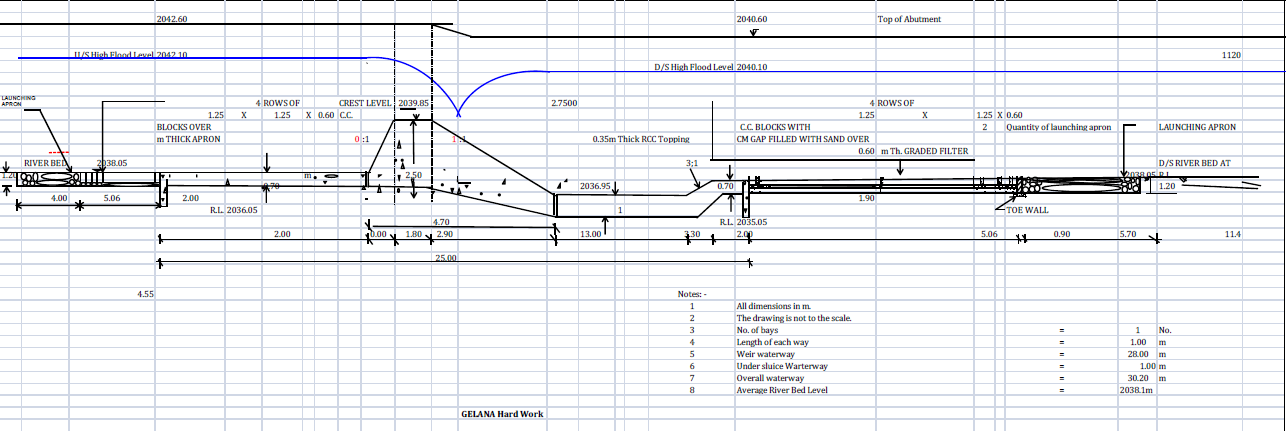 2042.60 2040.60 Top of Abutment
U/S High Flood Level 2042.10 1120
D/S High Flood Level 2040.10
LAUNCHING
APRON
4 ROWS OF CREST LEVEL 2039.85 2.7500 4 ROWS OF
1.25 X 1.25 X 0.60 C.C. 1.25 X 1.25 X 0.60
BLOCKS OVER C.C. BLOCKS WITH 2 Quantity of launching apron LAUNCHING APRON
m THICK APRON 0 :1 1 :1 0.35m Thick RCC Topping CM GAP FILLED WITH SAND OVER
0.60 m Th. GRADED FILTER
RIVER BED 2038.05 3;1 D/S RIVER BED AT
1.20 m 2.50 2038.05 R.L
0.70 2036.95 0.70 1.20
4.00 5.06 2.00 1.90
R.L. 2036.05 1 TOE WALL
4.70 R.L. 2035.05
2.00 0.00 1.80 2.90 13.00 3.30 2.00 5.06 0.90 5.70 11.4
25.00
4.55 Notes: -
1 All dimensions in m.
2 The drawing is not to the scale.
3 No. of bays = 1 No.
4 Length of each way = 1.00 m
5 Weir waterway = 28.00 m
6 Under sluice Warterway = 1.00 m
7 Overall waterway = 30.20 m
8 Average River Bed Level = 2038.1m
GELANA Hard Work